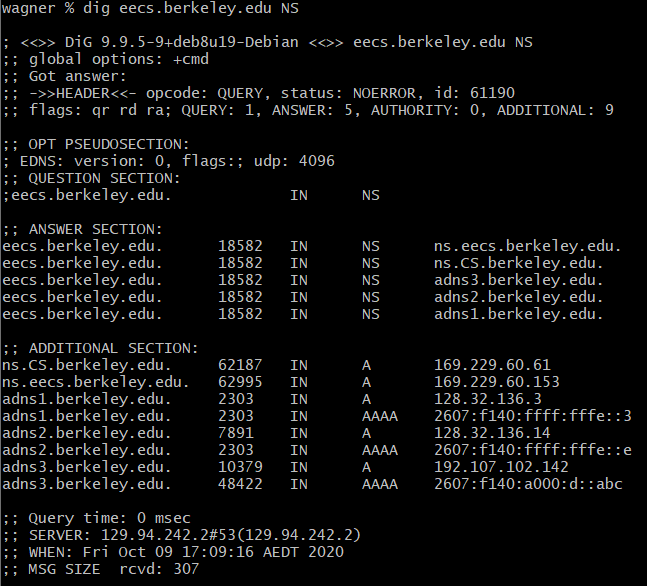 wagner % dig eecs.berkeley.edu NS

; <<>> DiG 9.9.5-9+deb8u19-Debian <<>> eecs.berkeley.edu NS
;; global options: +cmd
;; Got answer:
;; ->>HEADER<<- opcode: QUERY, status: NOERROR, id: 61190
;; flags: qr rd ra; QUERY: 1, ANSWER: 5, AUTHORITY: 0, ADDITIONAL: 9

;; OPT PSEUDOSECTION:
; EDNS: version: 0, flags:; udp: 4096
;; QUESTION SECTION:
;eecs.berkeley.edu.		IN	NS

;; ANSWER SECTION:
eecs.berkeley.edu.	18582	IN	NS	ns.eecs.berkeley.edu.
eecs.berkeley.edu.	18582	IN	NS	ns.CS.berkeley.edu.
eecs.berkeley.edu.	18582	IN	NS	adns3.berkeley.edu.
eecs.berkeley.edu.	18582	IN	NS	adns2.berkeley.edu.
eecs.berkeley.edu.	18582	IN	NS	adns1.berkeley.edu.

;; ADDITIONAL SECTION:
ns.CS.berkeley.edu.	62187	IN	A	169.229.60.61
ns.eecs.berkeley.edu.	62995	IN	A	169.229.60.153
adns1.berkeley.edu.	2303	IN	A	128.32.136.3
adns1.berkeley.edu.	2303	IN	AAAA	2607:f140:ffff:fffe::3
adns2.berkeley.edu.	7891	IN	A	128.32.136.14
adns2.berkeley.edu.	2303	IN	AAAA	2607:f140:ffff:fffe::e
adns3.berkeley.edu.	10379	IN	A	192.107.102.142
adns3.berkeley.edu.	48422	IN	AAAA	2607:f140:a000:d::abc

;; Query time: 0 msec
;; SERVER: 129.94.242.2#53(129.94.242.2)
;; WHEN: Fri Oct 09 17:09:16 AEDT 2020
;; MSG SIZE  rcvd: 307